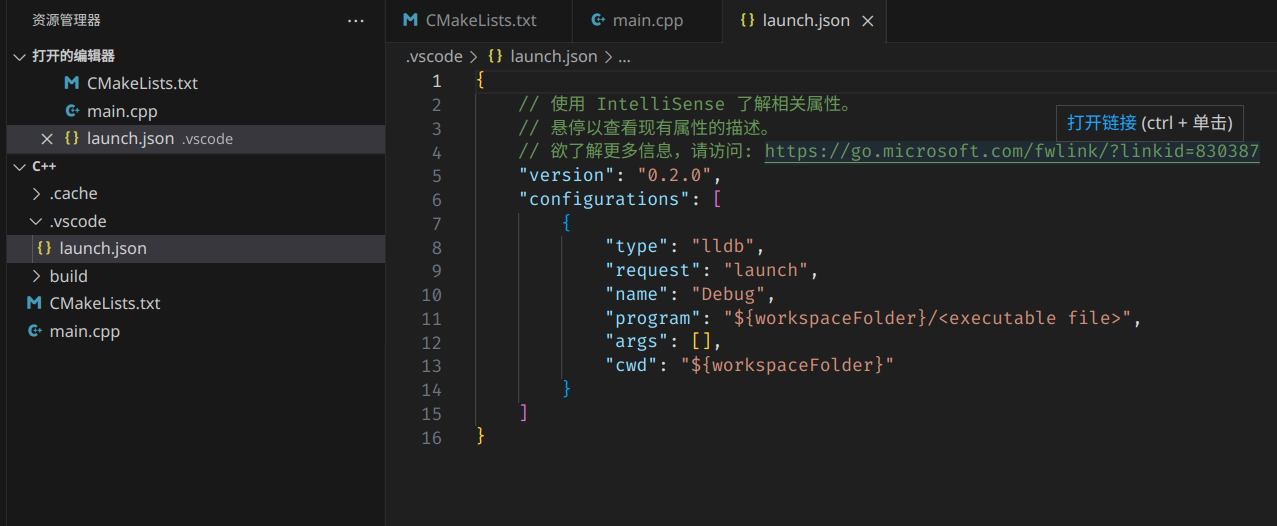 资源管理器 ···
打开的编辑器
CMakeLists.txt
main.cpp
launch.json .vscode
C++
.cache
.vscode
launch.json
build
CMakeLists.txt
main.cpp
CMakeLists.txt main.cpp launch.json
.vscode > {} launch.json > ...
1 {
2 // 使用 IntelliSense 了解相关属性。
3 // 悬停以查看现有属性的描述。
4 // 欲了解更多信息，请访问: https://go.microsoft.com/fwlink/?linkid=830387
5 "version": "0.2.0",
6 "configurations": [
7 {
8 "type": "lldb",
9 "request": "launch",
10 "name": "Debug",
11 "program": "${workspaceFolder}/<executable file>",
12 "args": [],
13 "cwd": "${workspaceFolder}"
14 }
15 ]
16 }
打开链接 (ctrl + 单击)